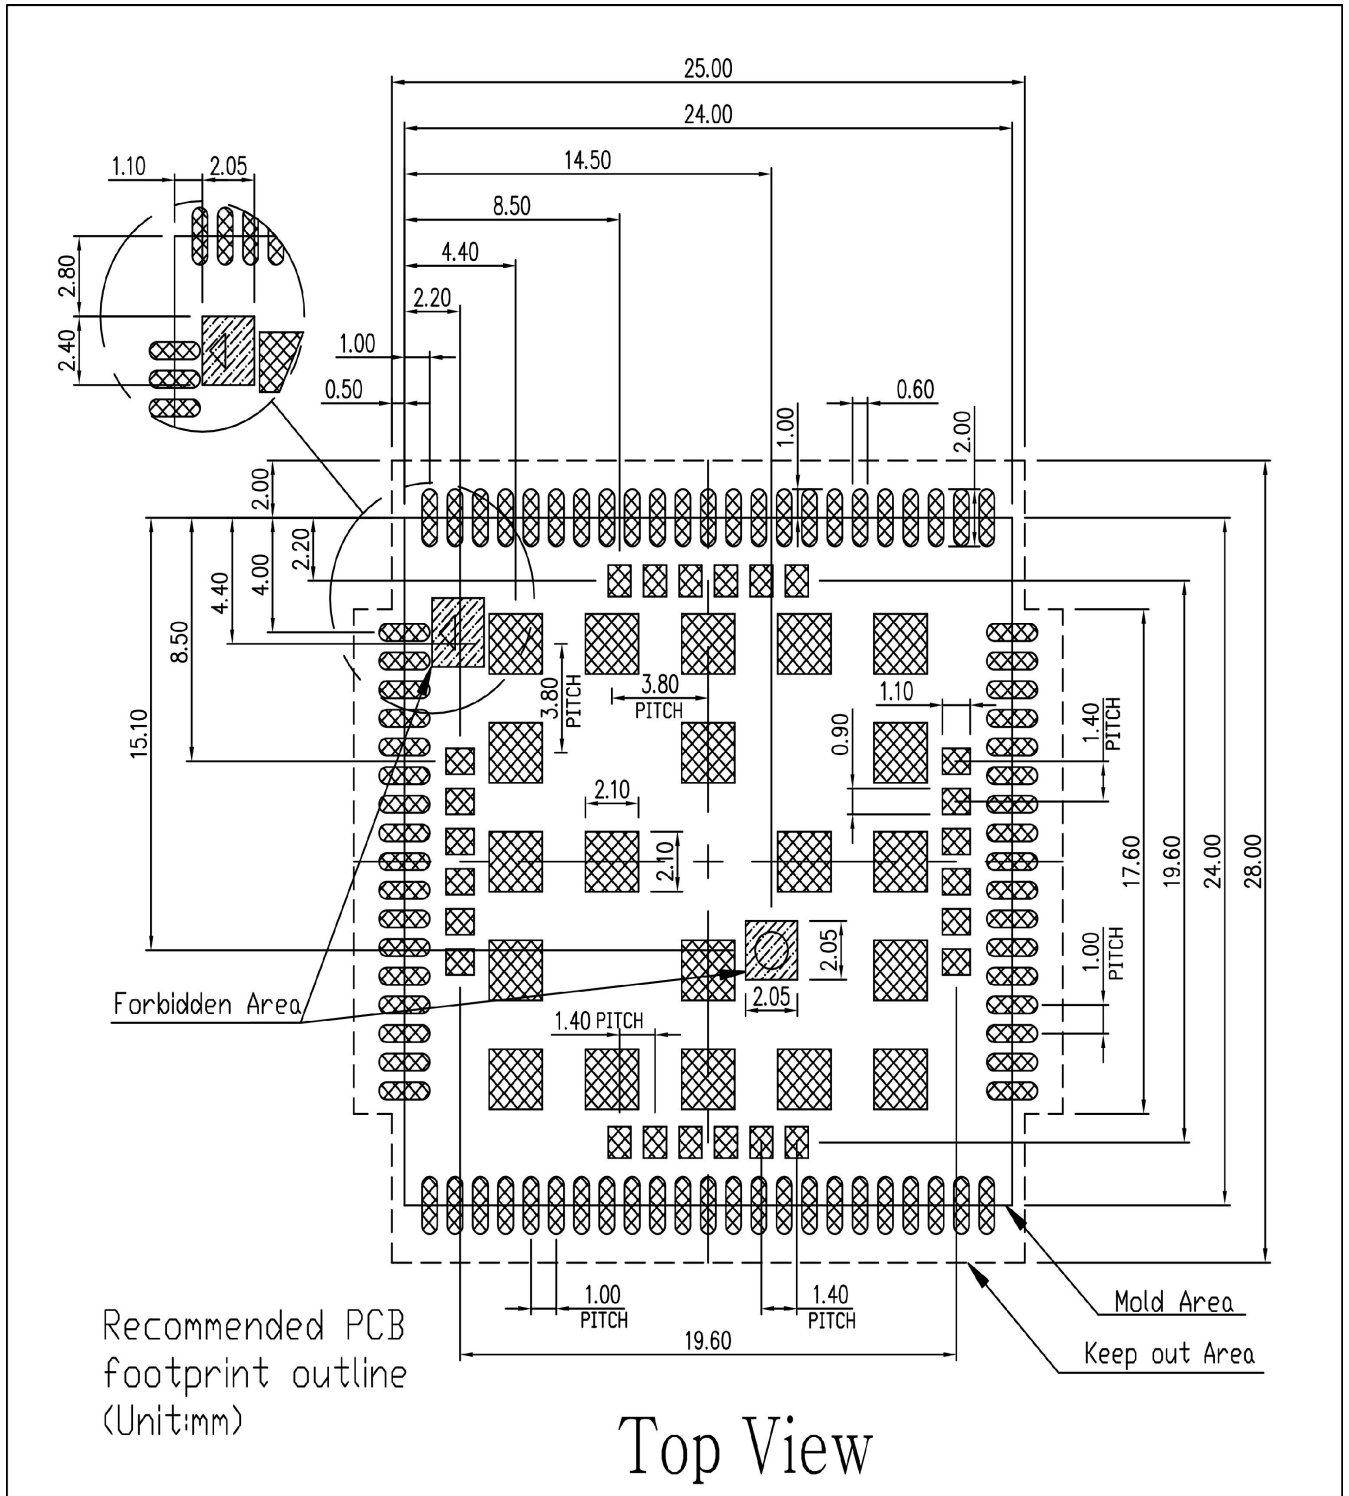 25.00
24.00
14.50
1.10
2.05
8.50
4.40
2.80
2.20
2.40
1.00
0.50
0.60
1.00
2.00
2.00
2.20
4.00
4.40
8.50
15.10
3.80
PITCH
3.80
PITCH
1.10
1.40
PITCH
0.90
2.10
2.10
17.60
19.60
24.00
28.00
2.05
2.05
1.00
PITCH
Forbidden Area
1.40 PITCH
1.00
PITCH
1.40
PITCH
19.60
Mold Area
Keep out Area
Recommended PCB
footprint outline
(Unit:mm)
Top View